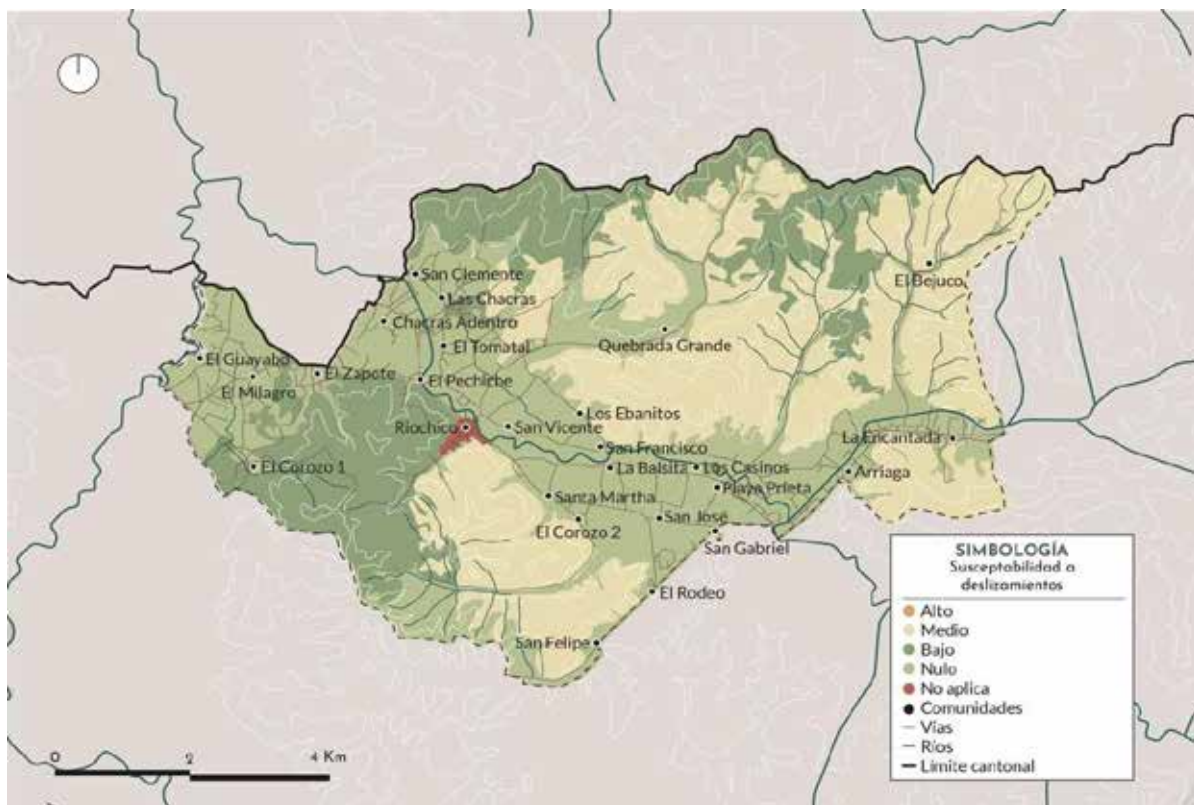 San Clemente
Las Chacras
Chacras Adentro
El Tomatal
El Bejuco
Quebrada Grande
El Guayabo
El Zapote
El Milagro
El Pechiche
Los Ebanitos
Riochico
San Vicente
San Francisco
La Encantada
El Corozo 1
La Balsita
Los Casinos
Arriaga
Playa Prieta
Santa Martha
El Corozo 2
San José
San Gabriel
El Rodeo
San Felipe
SIMBOLOGÍA
Susceptabilidad a
deslizamientos
Alto
Medio
Bajo
Nulo
No aplica
Comunidades
Vías
Ríos
Límite cantonal
0 2 4 Km